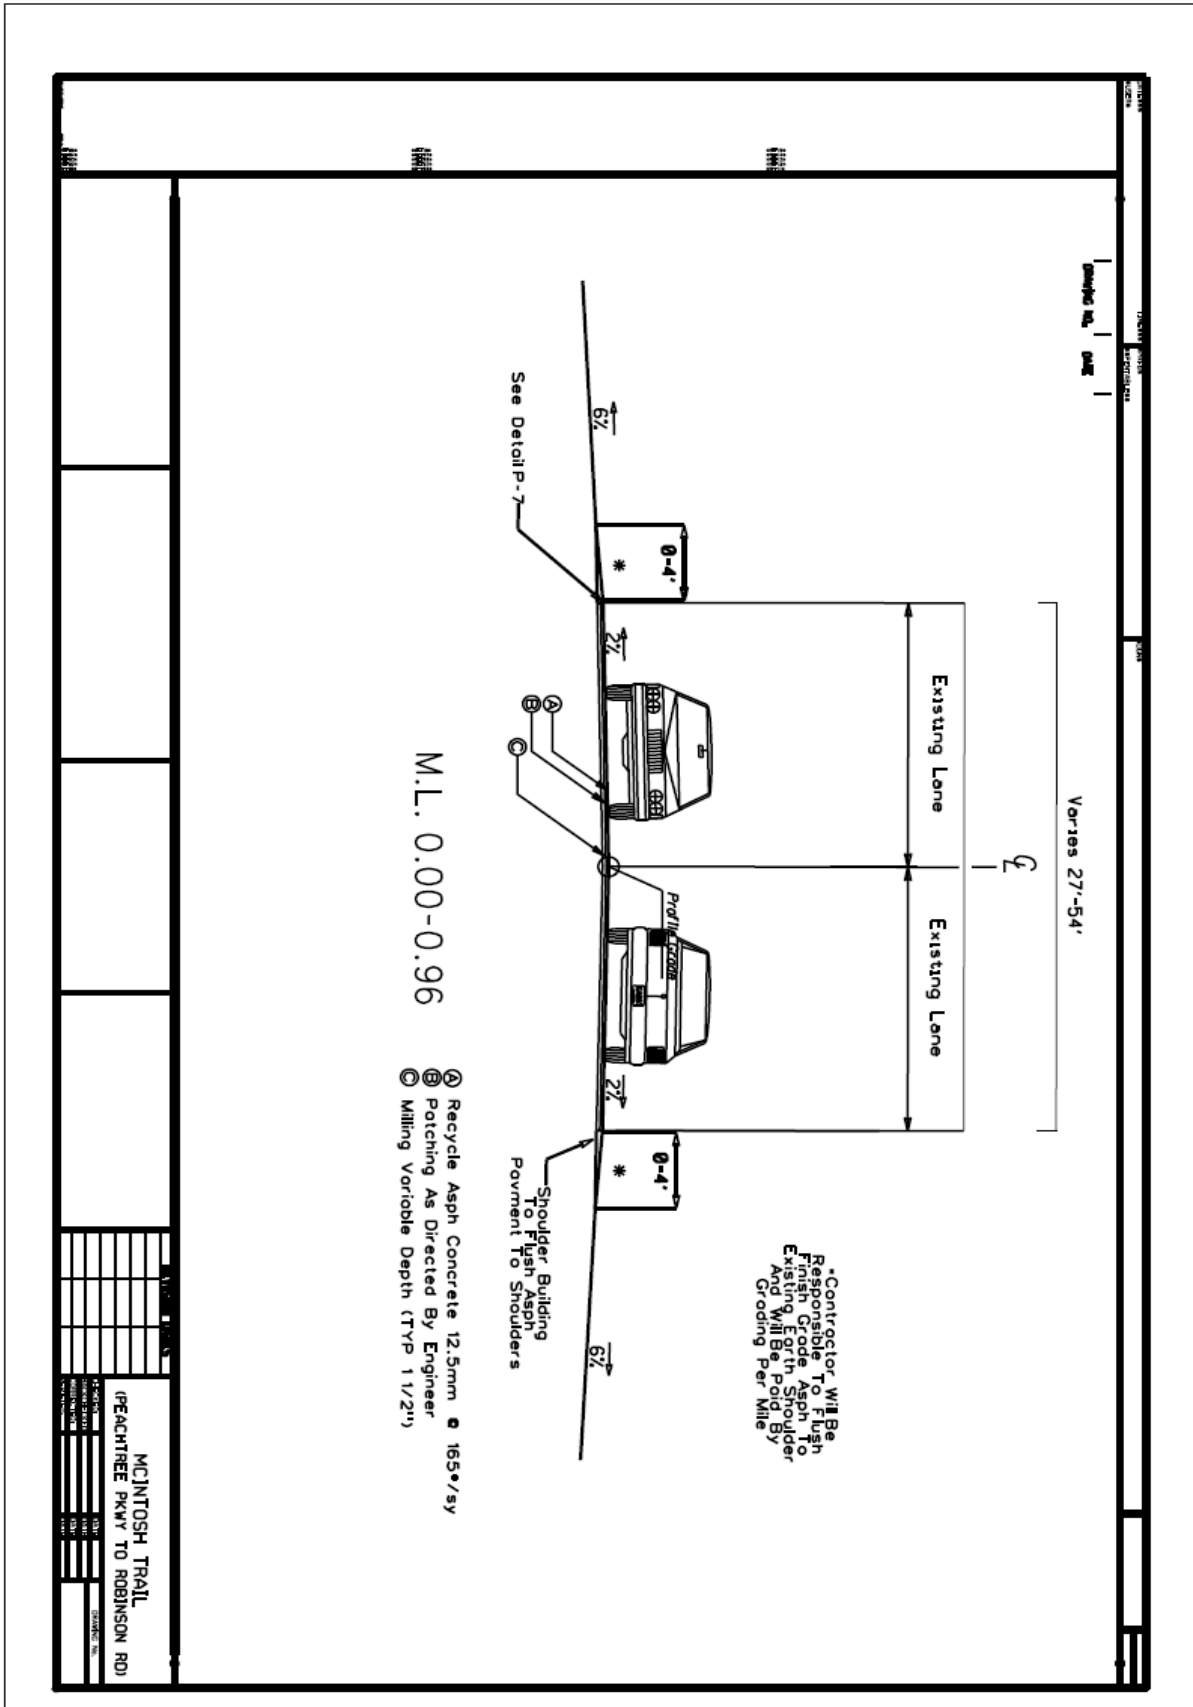 DRAWING NO. DATE
Varies 27'-54'
℄
Existing Lane
Existing Lane
0-4'
0-4'
*
*
Profile Grade
6%
2%
2%
6%
See Detail P-7
A
B
C
*Contractor Will Be
Responsible To Flush
Finish Grade Asph To
Existing Earth Shoulder
And Will Be Paid By
Grading Per Mile
Shoulder Building
To Flush Asph
Pavment To Shoulders
M.L. 0.00-0.96
A Recycle Asph Concrete 12.5mm @ 165#/sy
B Patching As Directed By Engineer
C Milling Variable Depth (TYP 1 1/2")
MCINTOSH TRAIL
(PEACHTREE PKWY TO ROBINSON RD)
DRAWING No.